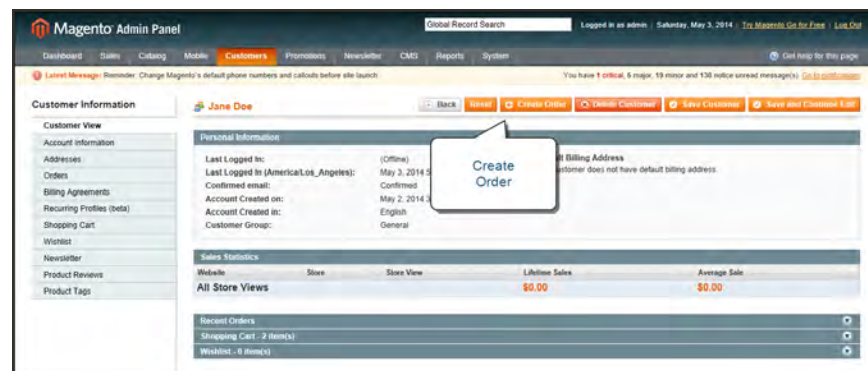 Magento Admin Panel
Global Record Search
Logged in as admin | Saturday, May 3, 2014 | Try Magento Go for Free | Log Out
Dashboard Sales Catalog Mobile Customers Promotions Newsletter CMS Reports System
Get help for this page
Latest Message: Reminder: Change Magento's default phone numbers and callouts before site launch
You have 1 critical, 5 major, 19 minor and 138 notice unread message(s). Go to notifications
Customer Information
Customer View
Account Information
Addresses
Orders
Billing Agreements
Recurring Profiles (beta)
Shopping Cart
Wishlist
Newsletter
Product Reviews
Product Tags
Jane Doe
Back Reset Create Order Delete Customer Save Customer Save and Continue Edit
Personal Information
Last Logged In: (Offline)
Last Logged In (America/Los_Angeles): May 3, 2014 5
Confirmed email: Confirmed
Account Created on: May 2, 2014 3
Account Created in: English
Customer Group: General
Create
Order
Billing Address
does not have default billing address.
Sales Statistics
Website Store Store View Lifetime Sales Average Sale
All Store Views $0.00 $0.00
Recent Orders
Shopping Cart - 2 item(s)
Wishlist - 0 item(s)